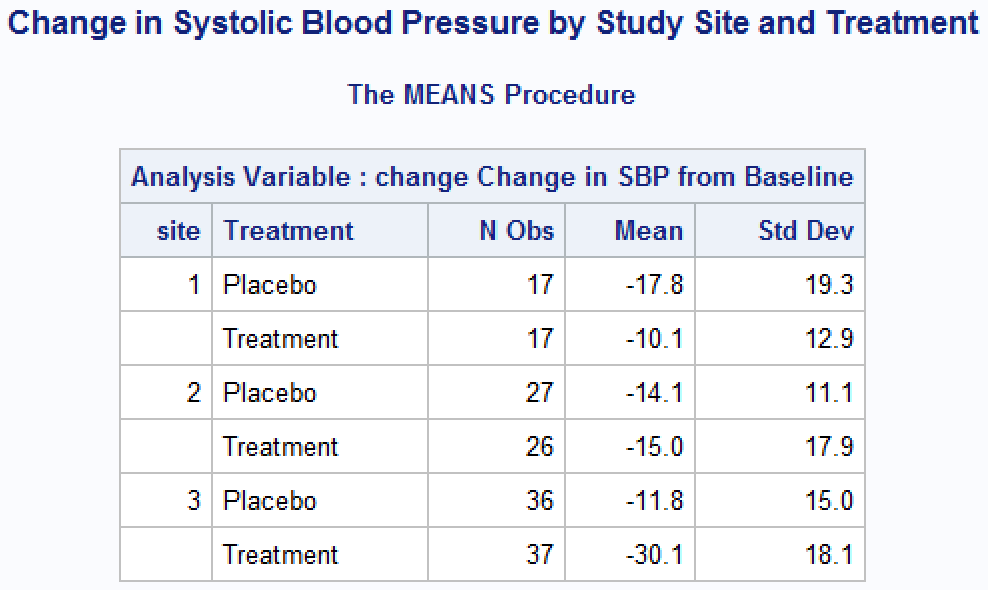 Change in Systolic Blood Pressure by Study Site and Treatment
The MEANS Procedure
Analysis Variable : change Change in SBP from Baseline
site Treatment N Obs Mean Std Dev
1 Placebo 17 -17.8 19.3
Treatment 17 -10.1 12.9
2 Placebo 27 -14.1 11.1
Treatment 26 -15.0 17.9
3 Placebo 36 -11.8 15.0
Treatment 37 -30.1 18.1